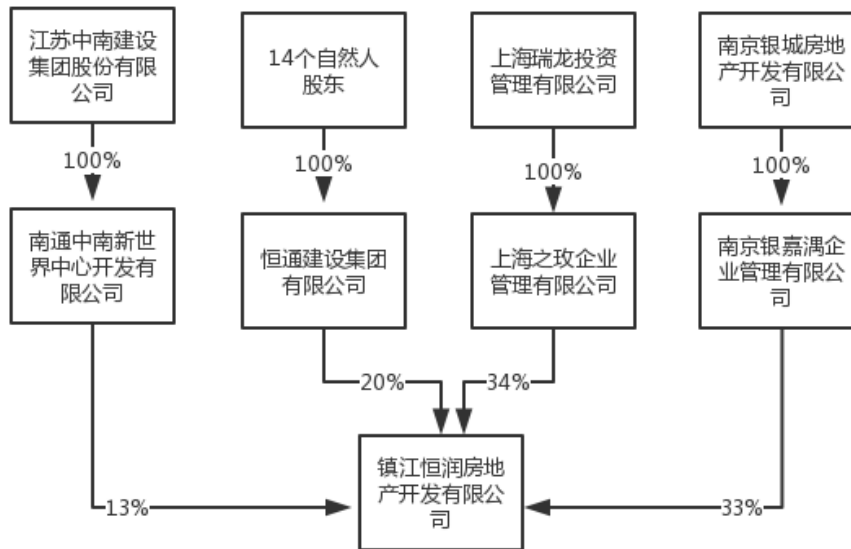 江苏中南建设
集团股份有限
公司
14个自然人
股东
上海瑞龙投资
管理有限公司
南京银城房地
产开发有限公
司
100%
100%
100%
100%
南通中南新世
界中心开发有
限公司
恒通建设集团
有限公司
上海之玫企业
管理有限公司
南京银嘉湡企
业管理有限公
司
20%
34%
镇江恒润房地
产开发有限公
司
13%
33%